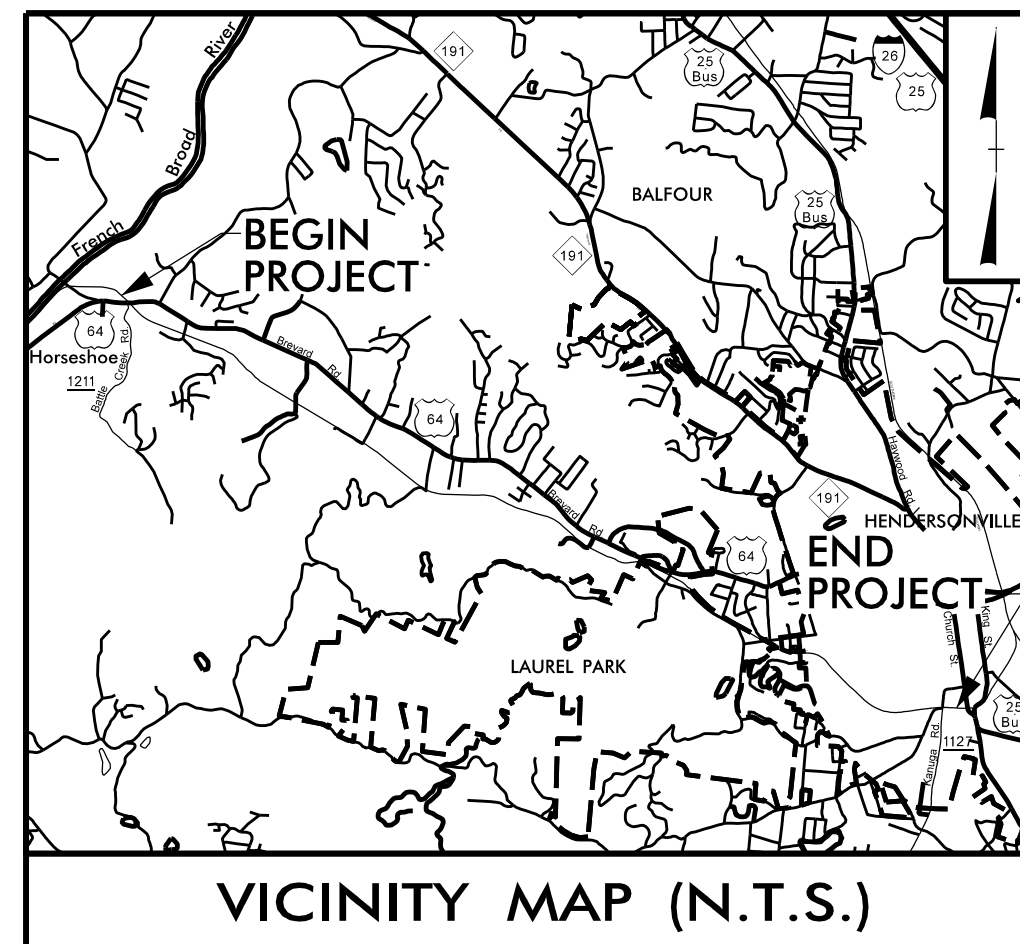 River
191
25
Bus
26
25
Broad
BALFOUR
25
Bus
French
BEGIN
PROJECT
191
64
Horseshoe
1211
Battle Creek Rd.
Brevard Rd.
64
Haywood Rd.
Brevard Rd.
191
HENDERSONVILLE
64
END
PROJECT
King St.
Church St.
LAUREL PARK
25
Bu
Kanuga Rd.
1127
VICINITY MAP (N.T.S.)